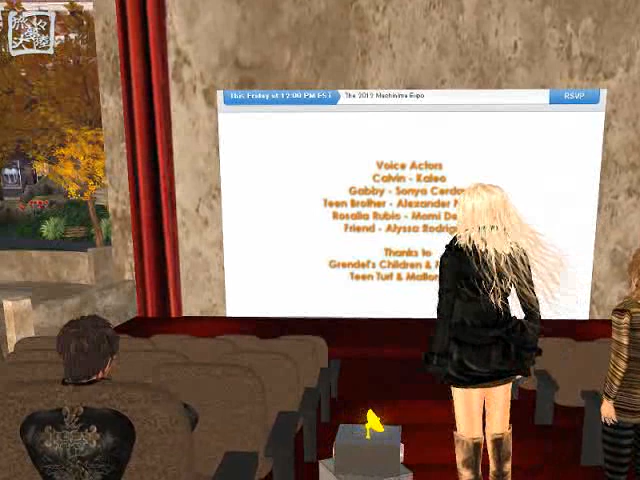 This Friday at 12:00 PM EST The 2012 Machinima Expo RSVP
Voice Actors
Calvin - Kaleo
Gabby - Sonya
Teen Brother - Alexander
Rosalia Rubio - Momi
Friend - Alyssa
Thanks to
Grendel's Children &
Teen Turf &